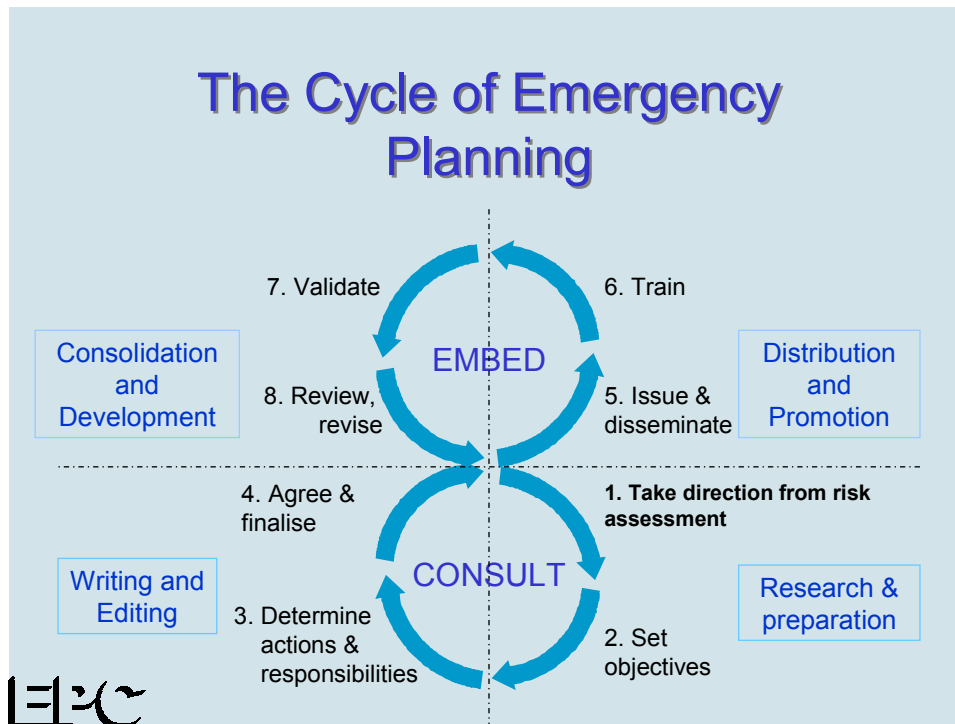 The Cycle of Emergency
Planning
7. Validate
6. Train
Consolidation
and
Development
EMBED
Distribution
and
Promotion
8. Review,
revise
5. Issue &
disseminate
4. Agree &
finalise
1. Take direction from risk
assessment
Writing and
Editing
CONSULT
Research &
preparation
3. Determine
actions &
responsibilities
2. Set
objectives
EPC